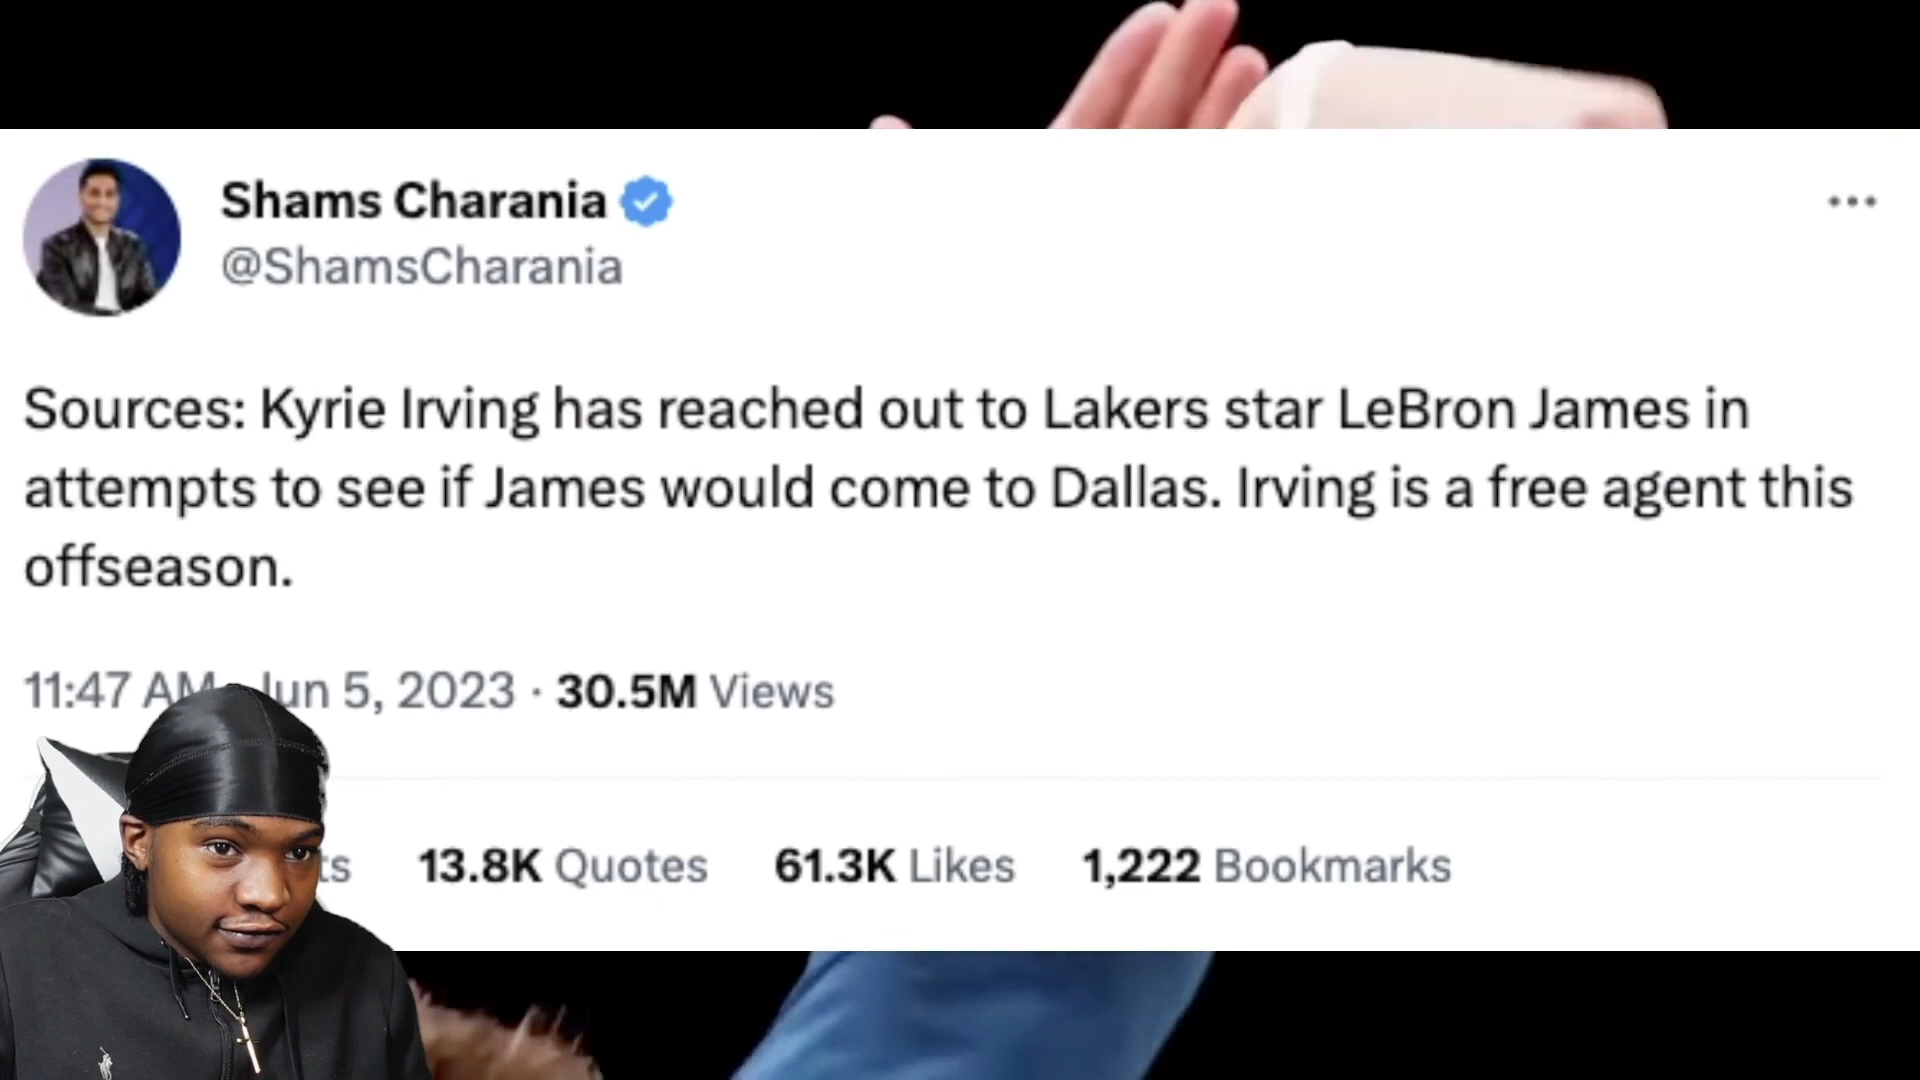 Shams Charania
@ShamsCharania
Sources: Kyrie Irving has reached out to Lakers star LeBron James in
attempts to see if James would come to Dallas. Irving is a free agent this
offseason.
11:47 AM Jun 5, 2023 · 30.5M Views
13.8K Quotes 61.3K Likes 1,222 Bookmarks